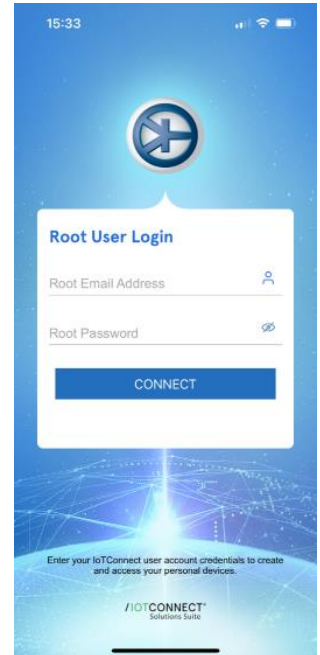 15:33
Root User Login
Root Email Address
Root Password
CONNECT
Enter your IoTConnect user account credentials to create
and access your personal devices.
/IOTCONNECT®
Solutions Suite